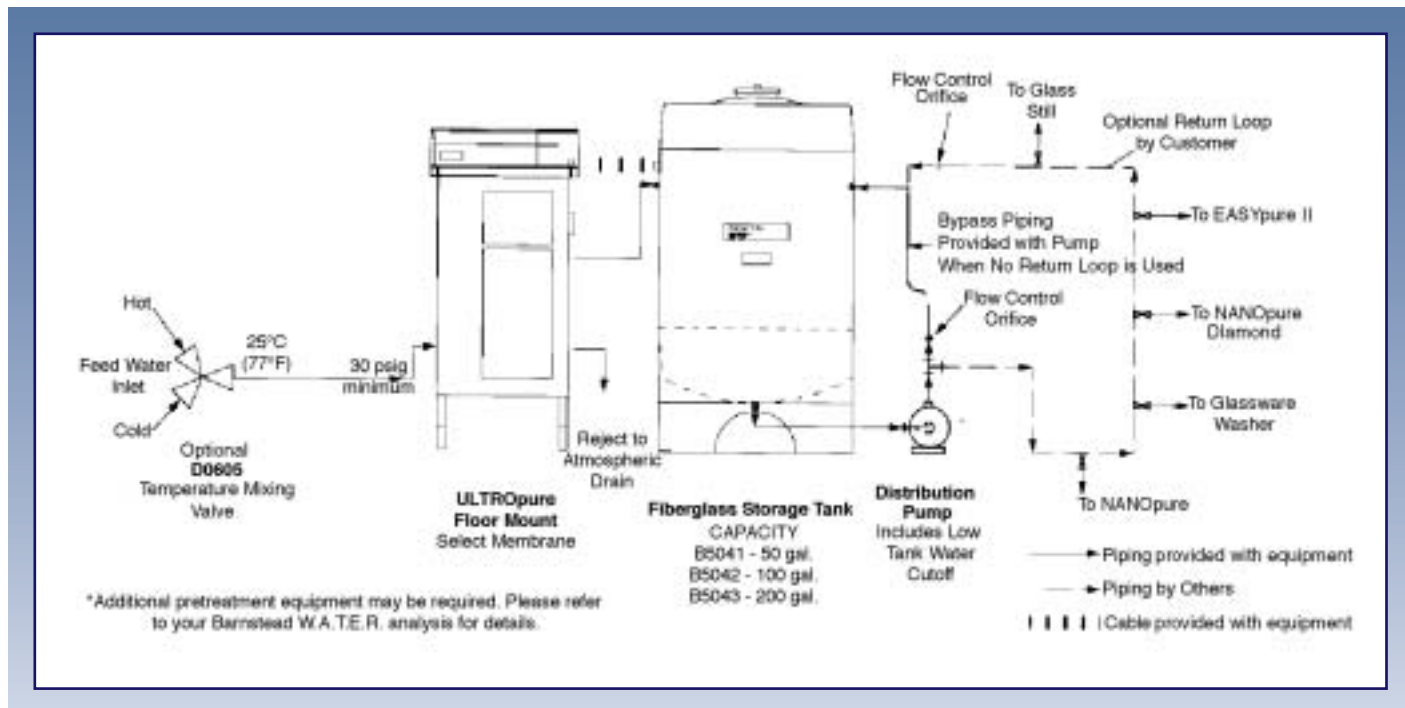 Flow Control
Orifice
To Glass
Still
Optional Return Loop
by Customer
To EASYpure II
Bypass Piping
Provided with Pump
When No Return Loop is Used
Flow Control
Orifice
To NANOpure
Diamond
To Glassware
Washer
To NANOpure
Hot
Feed Water
Inlet
Cold
25°C
(77°F)
30 psig
minimum
Optional
D0605
Temperature Mixing
Valve
Reject to
Atmospheric
Drain
ULTROpure
Floor Mount
Select Membrane
Fiberglass Storage Tank
CAPACITY
B5041 - 50 gal.
B5042 - 100 gal.
B5043 - 200 gal.
Distribution
Pump
Includes Low
Tank Water
Cutoff
Piping provided with equipment
Piping by Others
Cable provided with equipment
*Additional pretreatment equipment may be required. Please refer
to your Barnstead W.A.T.E.R. analysis for details.